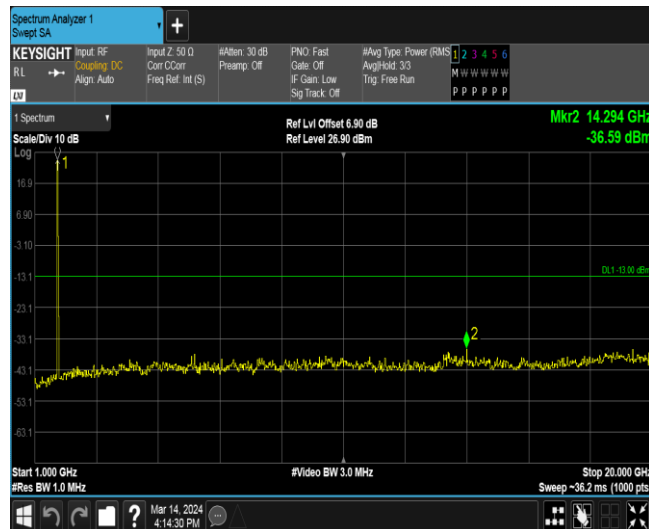 Spectrum Analyzer 1
Swept SA
+
KEYSIGHT Input: RF Input Z: 50 Ω #Atten: 30 dB PNO: Fast #Avg Type: Power (RMS 1 2 3 4 5 6
RL Coupling: DC Corr CCorr Preamp: Off Gate: Off Avg|Hold: 3/3 M W W W W W
Align: Auto Freq Ref: Int (S) IF Gain: Low Trig: Free Run
Sig Track: Off P P P P P P
LXI
1 Spectrum
Scale/Div 10 dB
Log
Ref Lvl Offset 6.90 dB
Ref Level 26.90 dBm
Mkr2 14.294 GHz
-36.59 dBm
1
16.9
6.90
-3.10
-13.1
DL1 -13.00 dBm
-23.1
-33.1
2
-43.1
-53.1
-63.1
Start 1.000 GHz #Video BW 3.0 MHz Stop 20.000 GHz
#Res BW 1.0 MHz Sweep ~36.2 ms (1000 pts
? Mar 14, 2024
4:14:30 PM